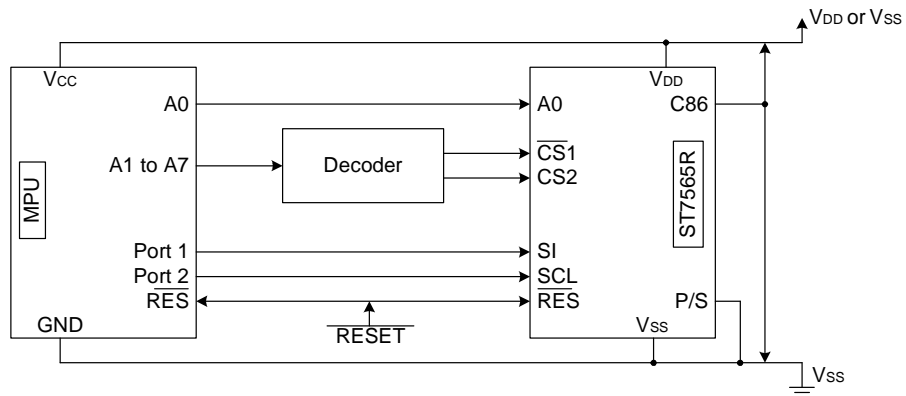 VDD or VSS
VCC
VDD
A0
A0
C86
A1 to A7
Decoder
CS1
CS2
MPU
ST7565R
Port 1
SI
Port 2
SCL
RES
RES
P/S
RESET
GND
VSS
VSS